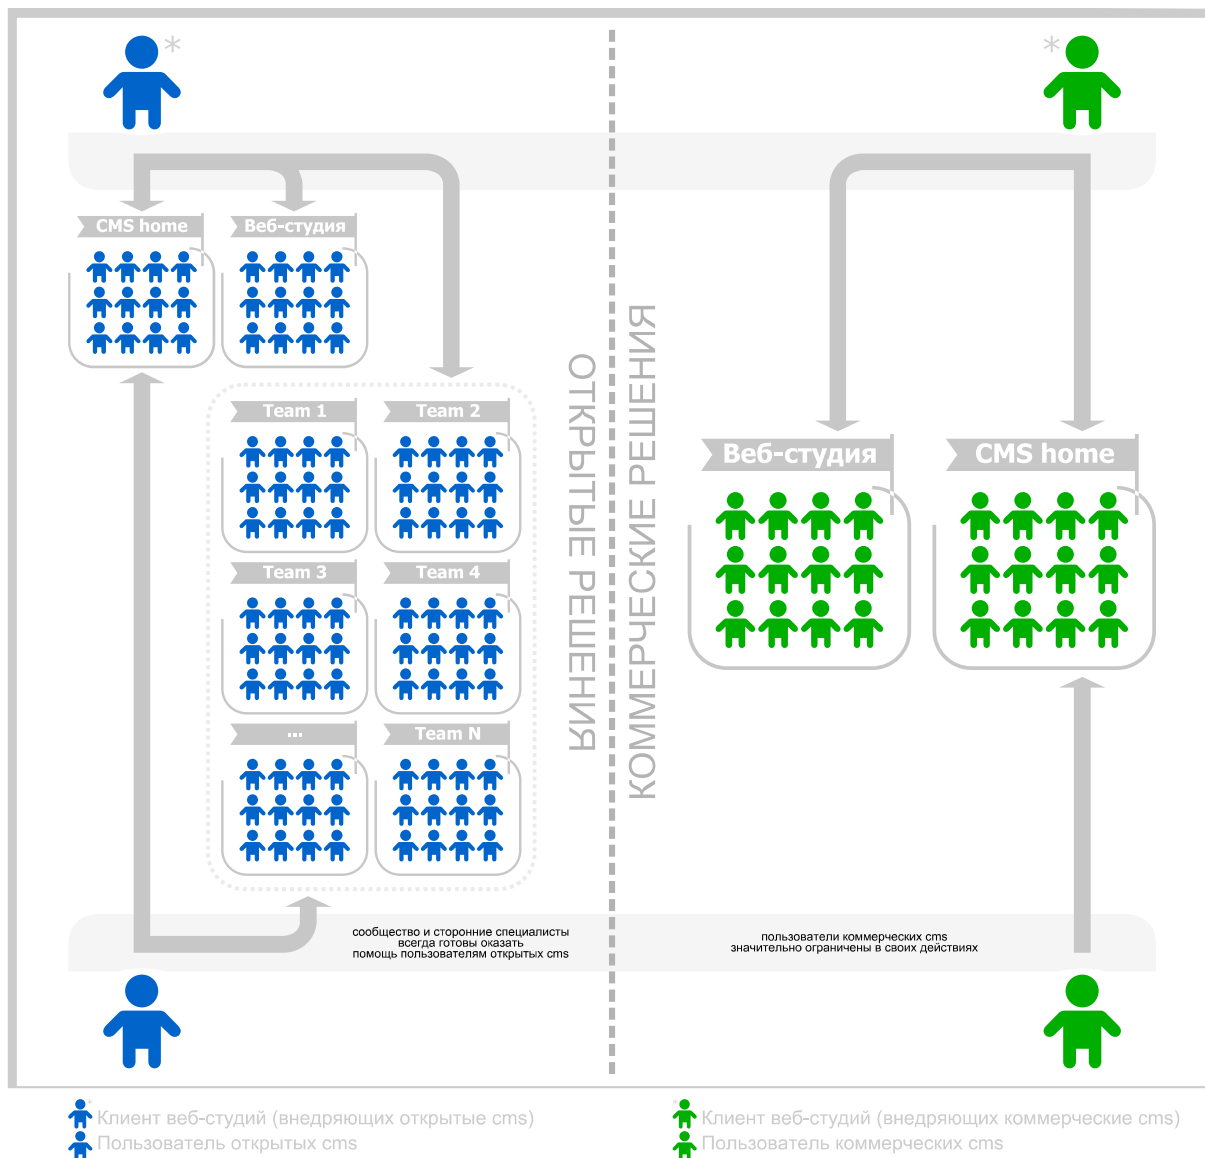 *
*
CMS home
Веб-студия
ОТКРЫТЫЕ РЕШЕНИЯ
КОММЕРЧЕСКИЕ РЕШЕНИЯ
Team 1
Team 2
Веб-студия
CMS home
Team 3
Team 4
...
Team N
сообщество и сторонние специалисты
всегда готовы оказать
помощь пользователям открытых cms
пользователи коммерческих cms
значительно ограничены в своих действиях
* Клиент веб-студий (внедряющих открытые cms)
Пользователь открытых cms
* Клиент веб-студий (внедряющих коммерческие cms)
Пользователь коммерческих cms